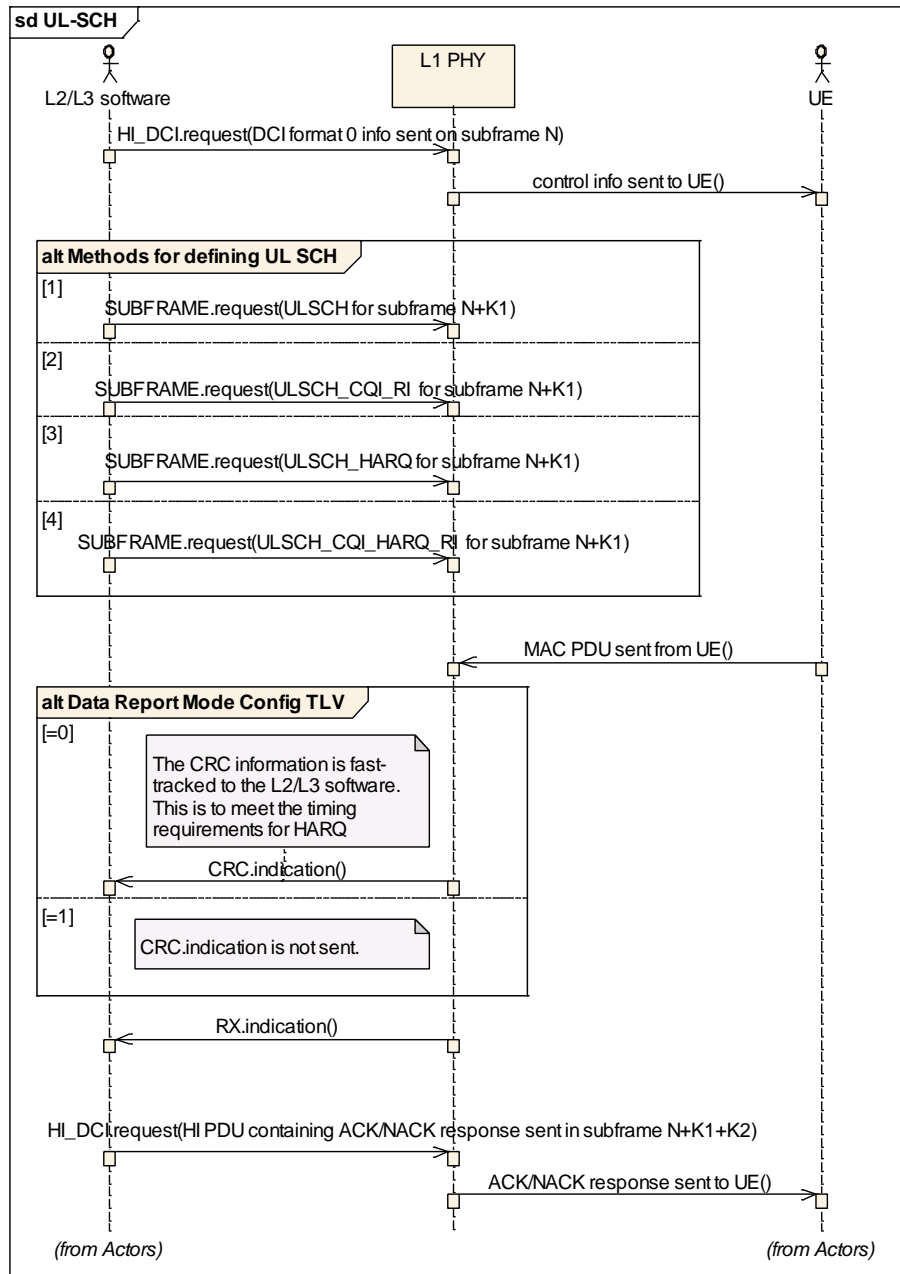 sd UL-SCH
L2/L3 software
L1 PHY
UE
HI_DCI.request(DCI format 0 info sent on subframe N)
control info sent to UE()
alt Methods for defining UL SCH
[1]
SUBFRAME.request(ULSCH for subframe N+K1)
[2]
SUBFRAME.request(ULSCH_CQI_RI for subframe N+K1)
[3]
SUBFRAME.request(ULSCH_HARQ for subframe N+K1)
[4]
SUBFRAME.request(ULSCH_CQI_HARQ_RI for subframe N+K1)
MAC PDU sent from UE()
alt Data Report Mode Config TLV
[=0]
The CRC information is fast-
tracked to the L2/L3 software.
This is to meet the timing
requirements for HARQ
CRC.indication()
[=1]
CRC.indication is not sent.
RX.indication()
HI_DCI.request(HI PDU containing ACK/NACK response sent in subframe N+K1+K2)
ACK/NACK response sent to UE()
(from Actors)
(from Actors)